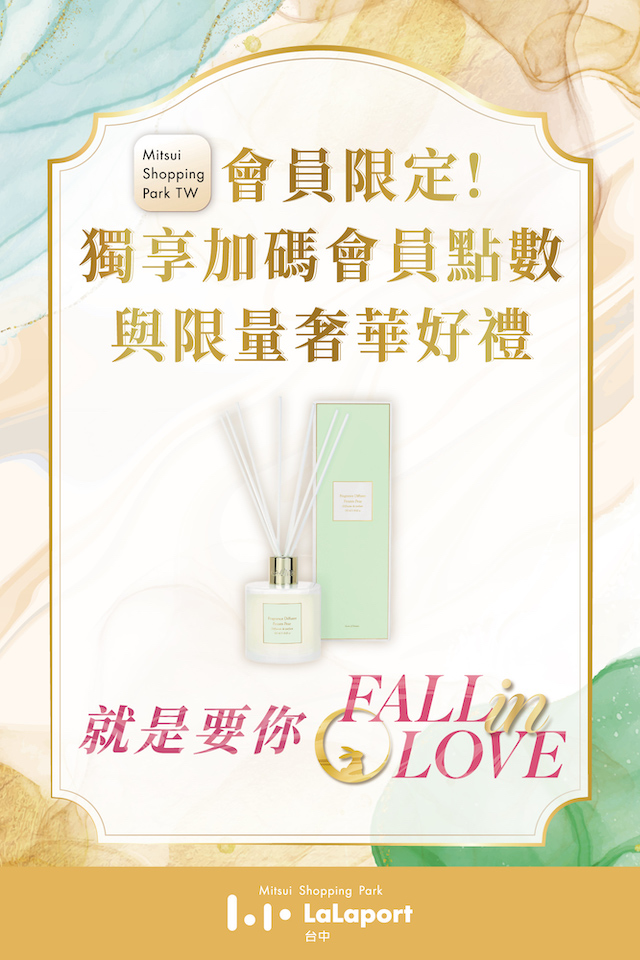 Mitsui
Shopping
Park TW
會員限定!
獨享加碼會員點數
與限量奢華好禮
就是要你
FALL in
LOVE
Mitsui Shopping Park
LaLaport
台中